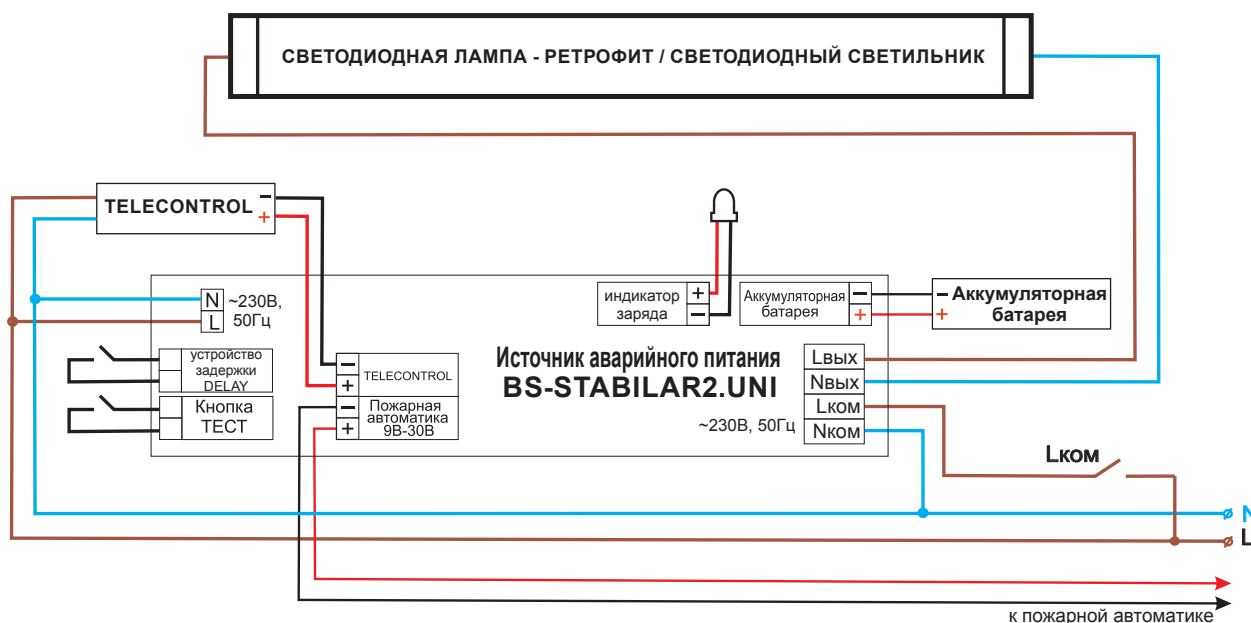 СВЕТОДИОДНАЯ ЛАМПА - РЕТРОФИТ / СВЕТОДИОДНЫЙ СВЕТИЛЬНИК
TELECONTROL
−
+
N
L
~230В,
50Гц
устройство
задержки
DELAY
Кнопка
ТЕСТ
−
+
TELECONTROL
−
+
Пожарная
автоматика
9В-30В
индикатор
заряда
+
−
Аккумуляторная
батарея
−
+
− Аккумуляторная
+ батарея
Источник аварийного питания
BS-STABILAR2.UNI
~230В, 50Гц
Lвых
Nвых
Lком
Nком
Lком
N
L
к пожарной автоматике